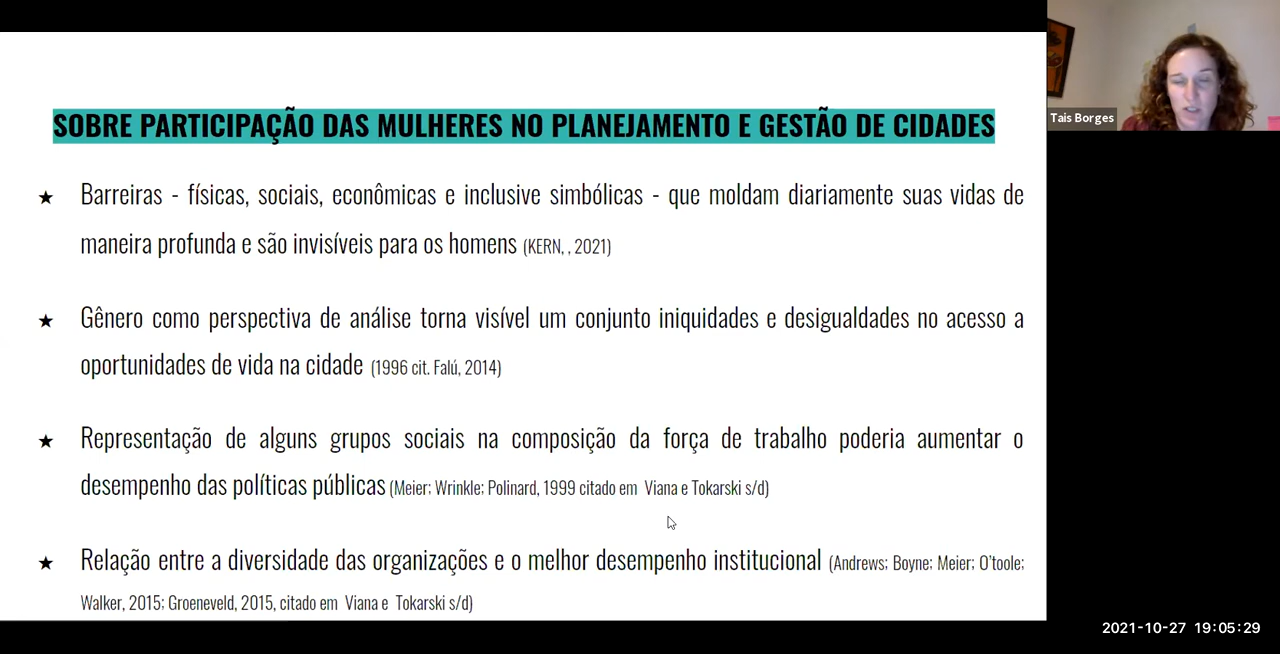 SOBRE PARTICIPAÇÃO DAS MULHERES NO PLANEJAMENTO E GESTÃO DE CIDADES
Tais Borges
★ Barreiras - físicas, sociais, econômicas e inclusive simbólicas - que moldam diariamente suas vidas de
maneira profunda e são invisíveis para os homens (KERN, , 2021)
★ Gênero como perspectiva de análise torna visível um conjunto iniquidades e desigualdades no acesso a
oportunidades de vida na cidade (1996 cit. Falú, 2014)
★ Representação de alguns grupos sociais na composição da força de trabalho poderia aumentar o
desempenho das políticas públicas (Meier; Wrinkle; Polinard, 1999 citado em Viana e Tokarski s/d)
★ Relação entre a diversidade das organizações e o melhor desempenho institucional (Andrews; Boyne; Meier; O'toole;
Walker, 2015; Groeneveld, 2015, citado em Viana e Tokarski s/d)
2021-10-27 19:05:29